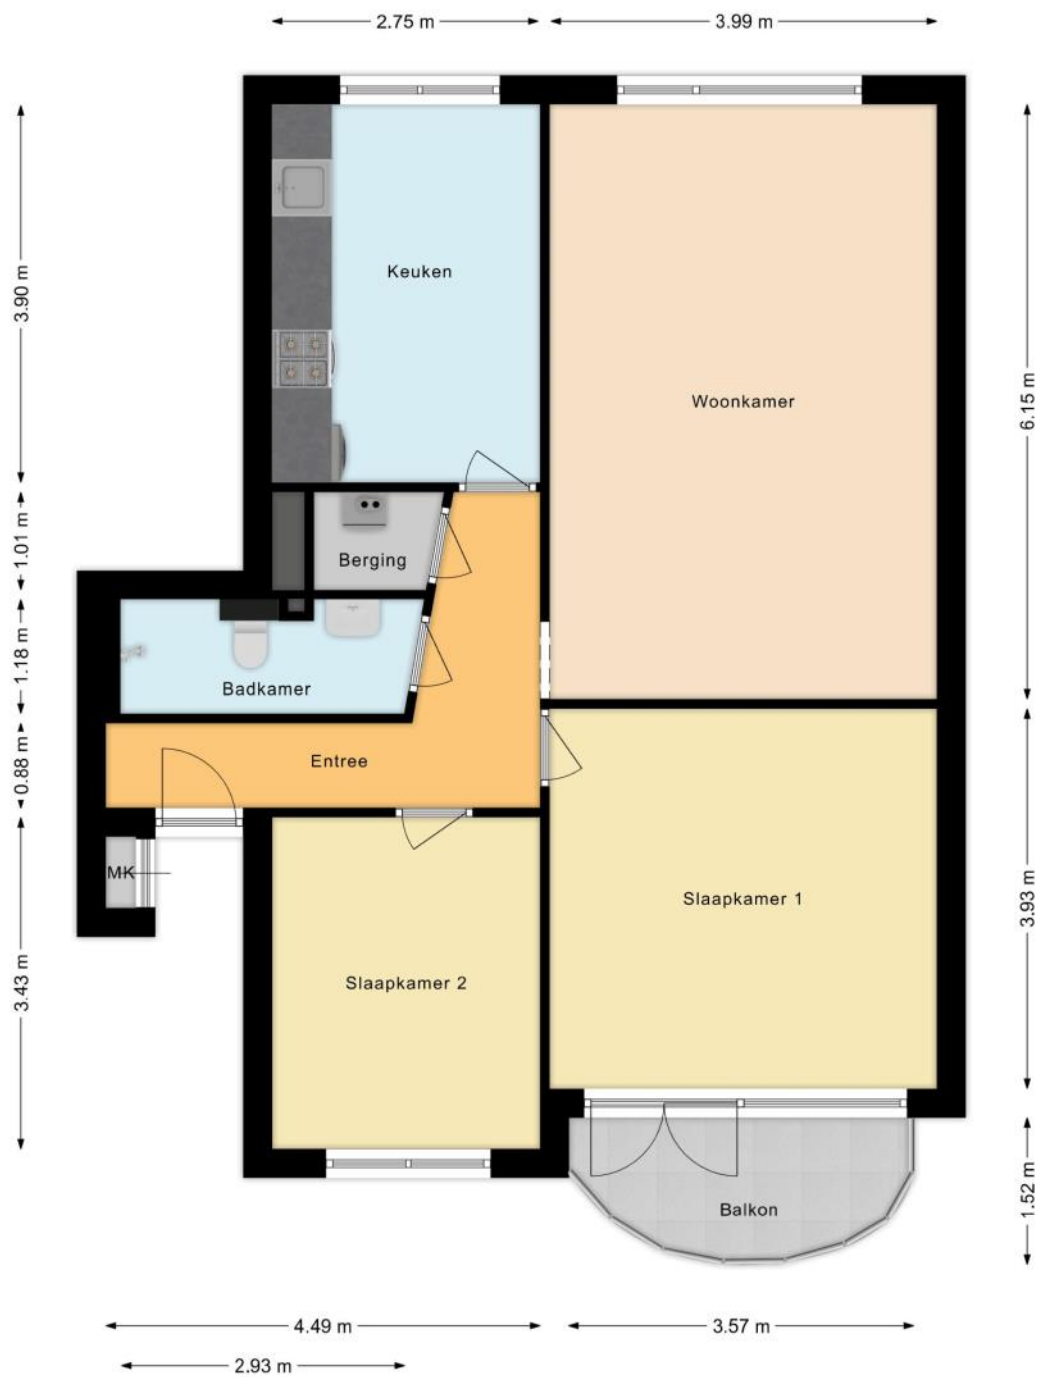 2.75 m
3.99 m
3.90 m
Keuken
6.15 m
Woonkamer
1.01 m
Berging
1.18 m
Badkamer
0.88 m
Entree
MK
3.93 m
Slaapkamer 1
3.43 m
Slaapkamer 2
1.52 m
Balkon
4.49 m
3.57 m
2.93 m